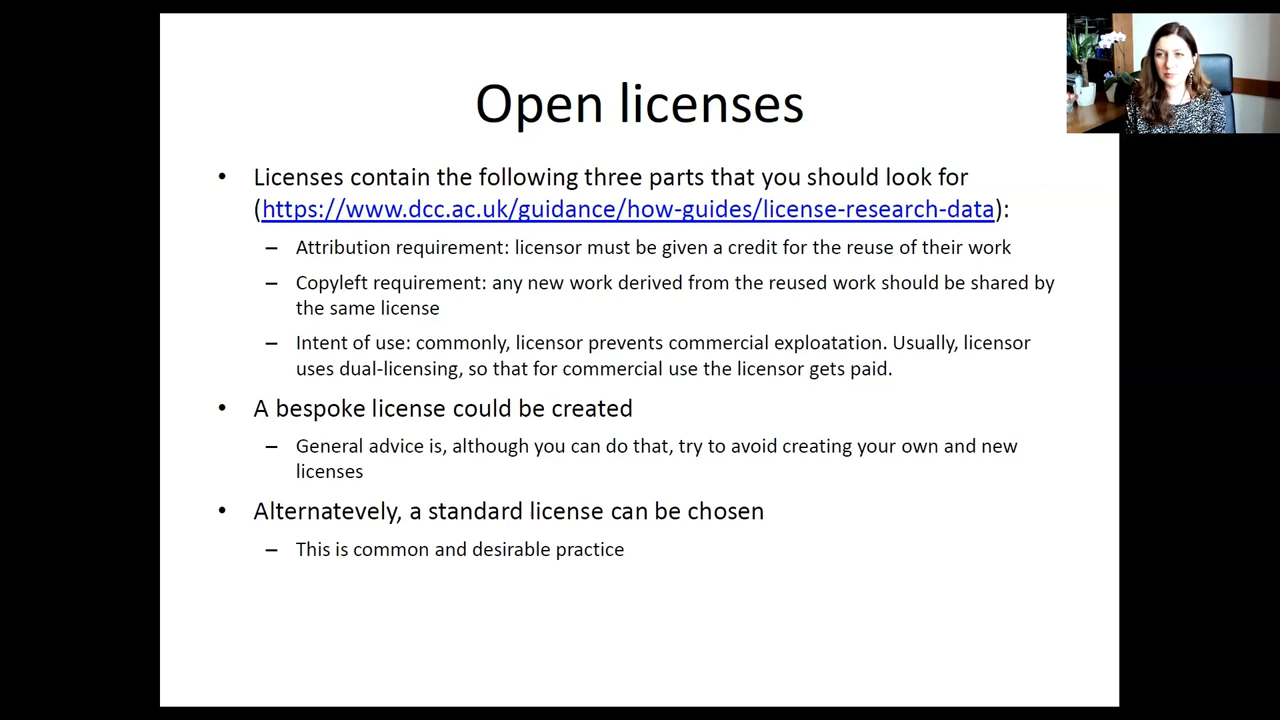 Open licenses
• Licenses contain the following three parts that you should look for
(https://www.dcc.ac.uk/guidance/how-guides/license-research-data):
– Attribution requirement: licensor must be given a credit for the reuse of their work
– Copyleft requirement: any new work derived from the reused work should be shared by
the same license
– Intent of use: commonly, licensor prevents commercial exploatation. Usually, licensor
uses dual-licensing, so that for commercial use the licensor gets paid.
• A bespoke license could be created
– General advice is, although you can do that, try to avoid creating your own and new
licenses
• Alternatevely, a standard license can be chosen
– This is common and desirable practice